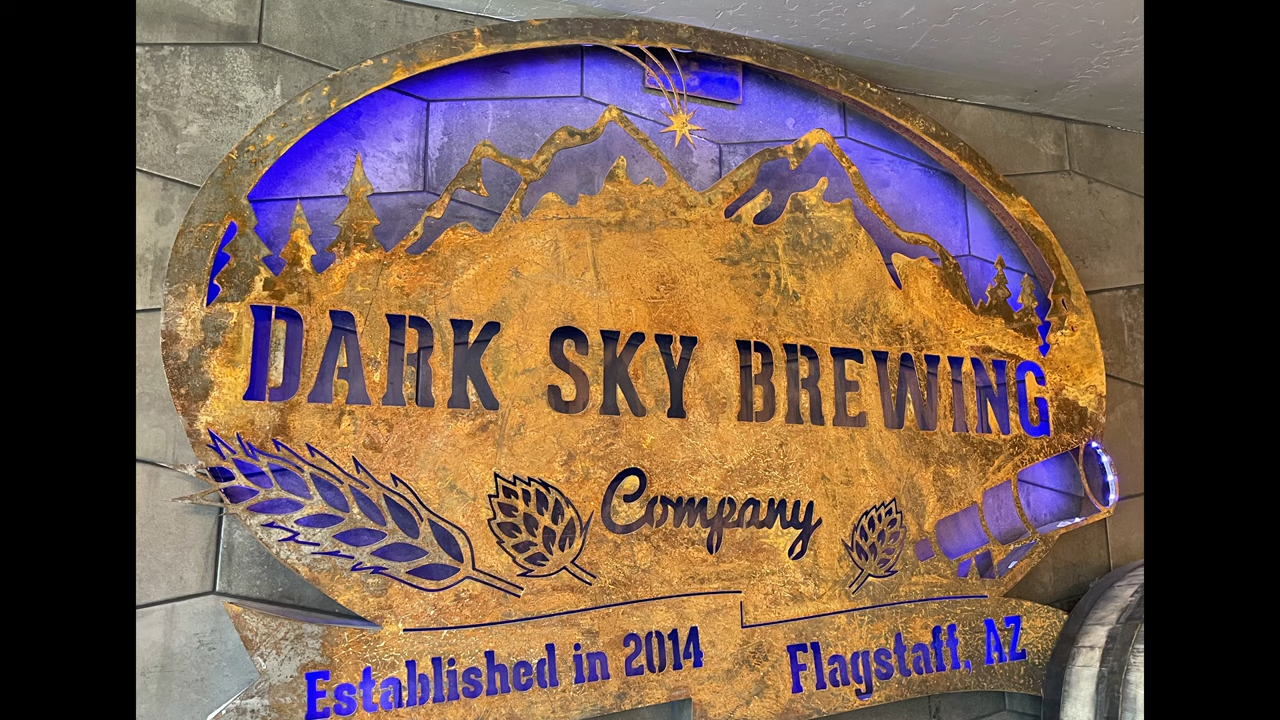 DARK SKY BREWING
Company
Established in 2014
Flagstaff, AZ